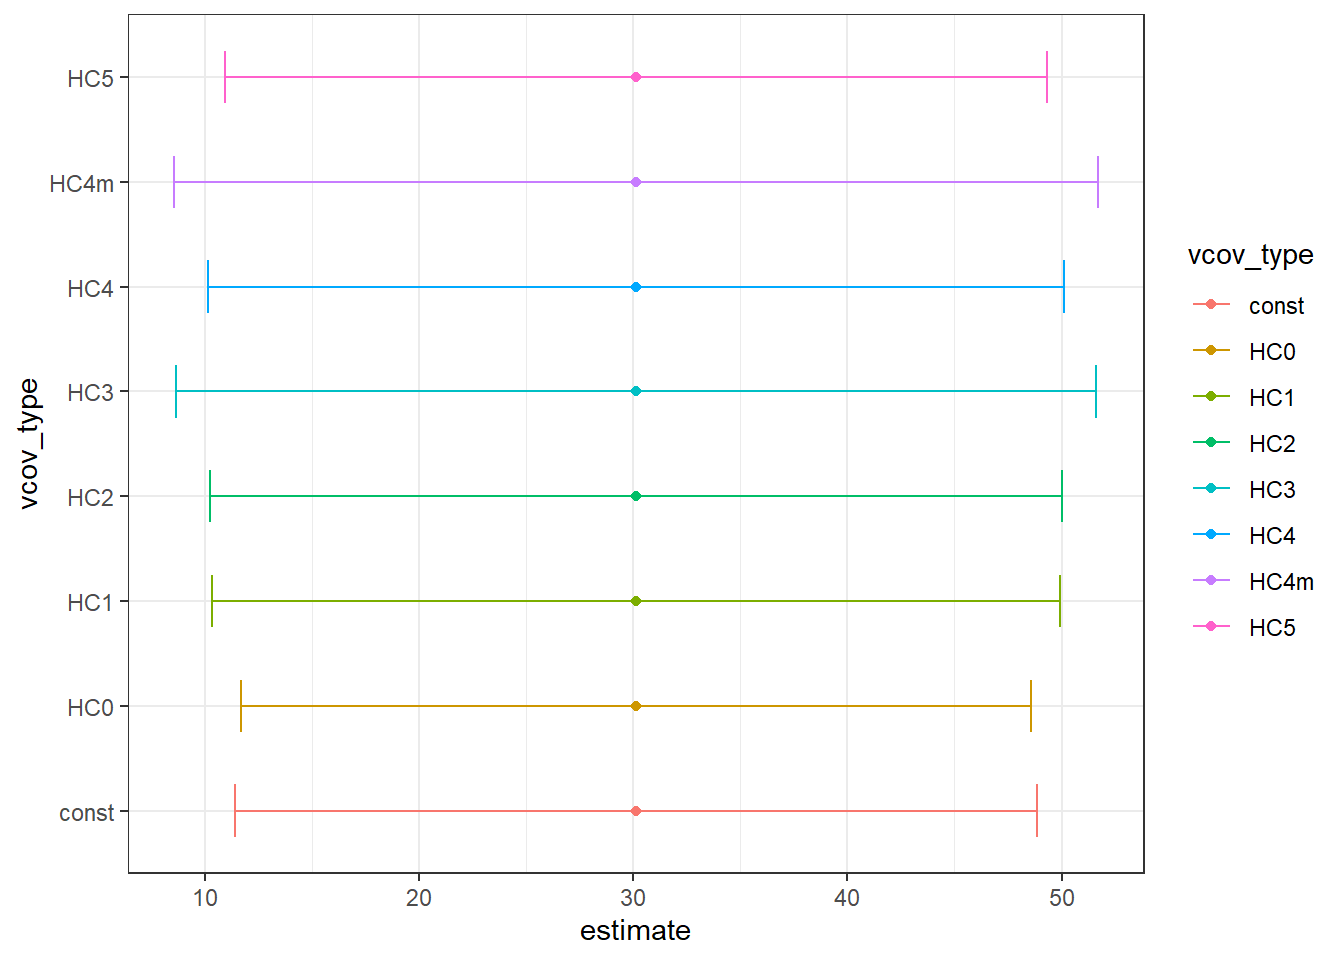 vcov_type
HC5
HC4m
HC4
HC3
HC2
HC1
HC0
const
10 20 30 40 50
estimate
vcov_type
const
HC0
HC1
HC2
HC3
HC4
HC4m
HC5